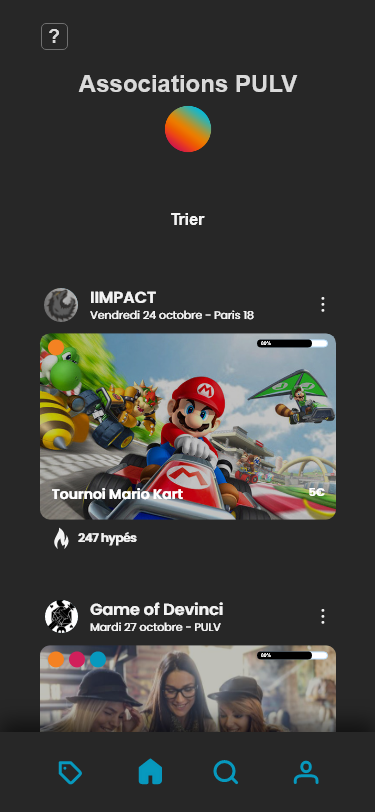 ?
Associations PULV
Trier
IIMPACT
Vendredi 24 octobre - Paris 18
Tournoi Mario Kart
5€
247 hypés
Game of Devinci
Mardi 27 octobre - PULV